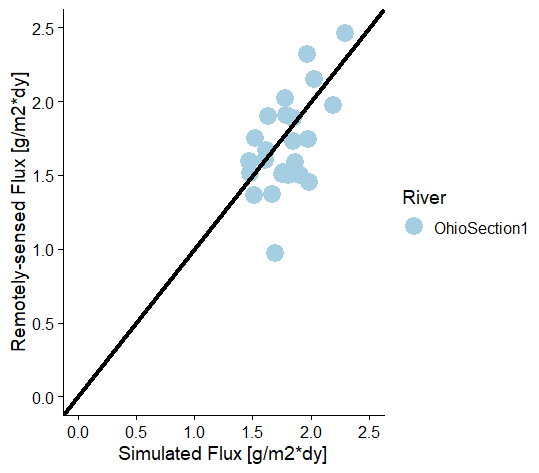 2.5
2.0
1.5
1.0
0.5
0.0
Remotely-sensed Flux [g/m2*dy]
0.0 0.5 1.0 1.5 2.0 2.5
Simulated Flux [g/m2*dy]
River
OhioSection1